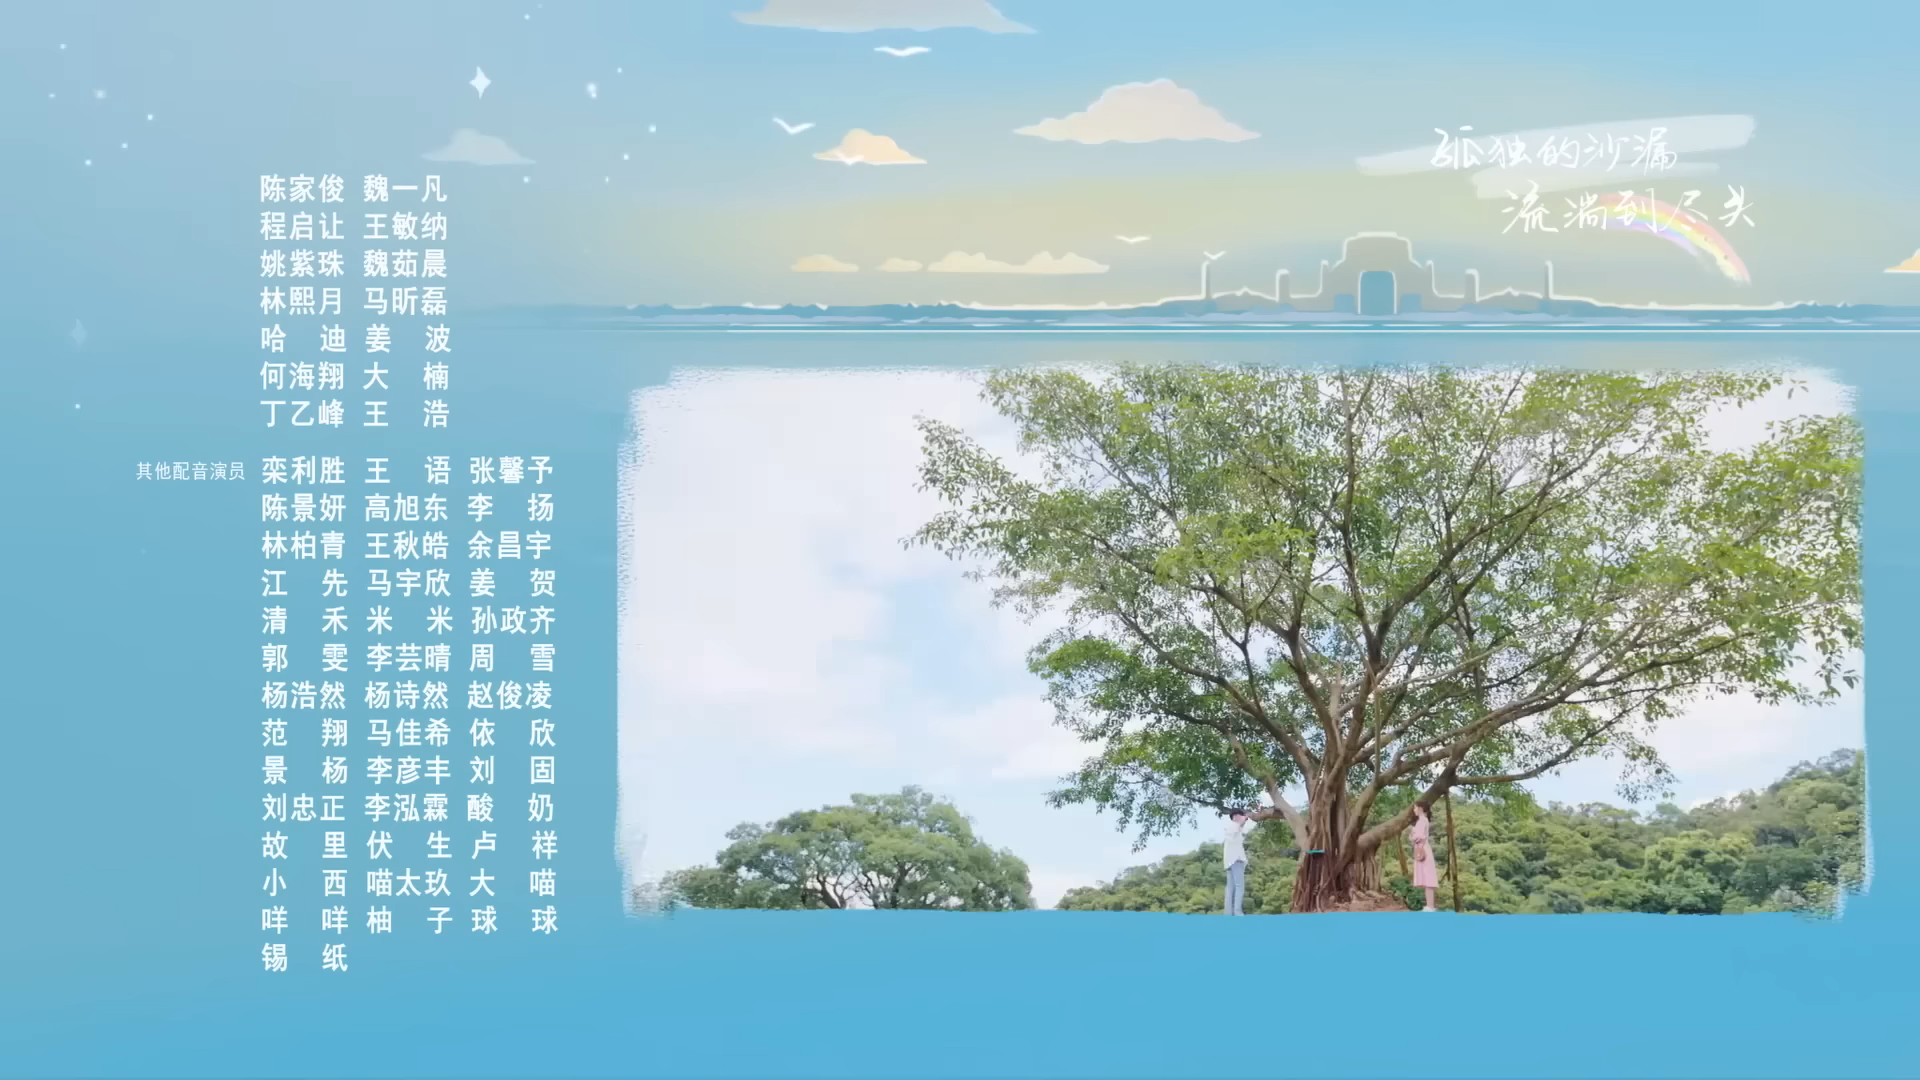 陈家俊 魏一凡
程启让 王敏纳
姚紫珠 魏茹晨
林熙月 马昕磊
哈 迪 姜 波
何海翔 大 楠
丁乙峰 王 浩
其他配音演员 栾利胜 王 语 张馨予
陈景妍 高旭东 李 扬
林柏青 王秋皓 余昌宇
江 先 马宇欣 姜 贺
清 禾 米 米 孙政齐
郭 雯 李芸晴 周 雪
杨浩然 杨诗然 赵俊凌
范 翔 马佳希 依 欣
景 杨 李彦丰 刘 固
刘忠正 李泓霖 酸 奶
故 里 伏 生 卢 祥
小 西 喵太玖 大 喵
咩 咩 柚 子 球 球
锡 纸
孤独的沙漏
流淌到尽头